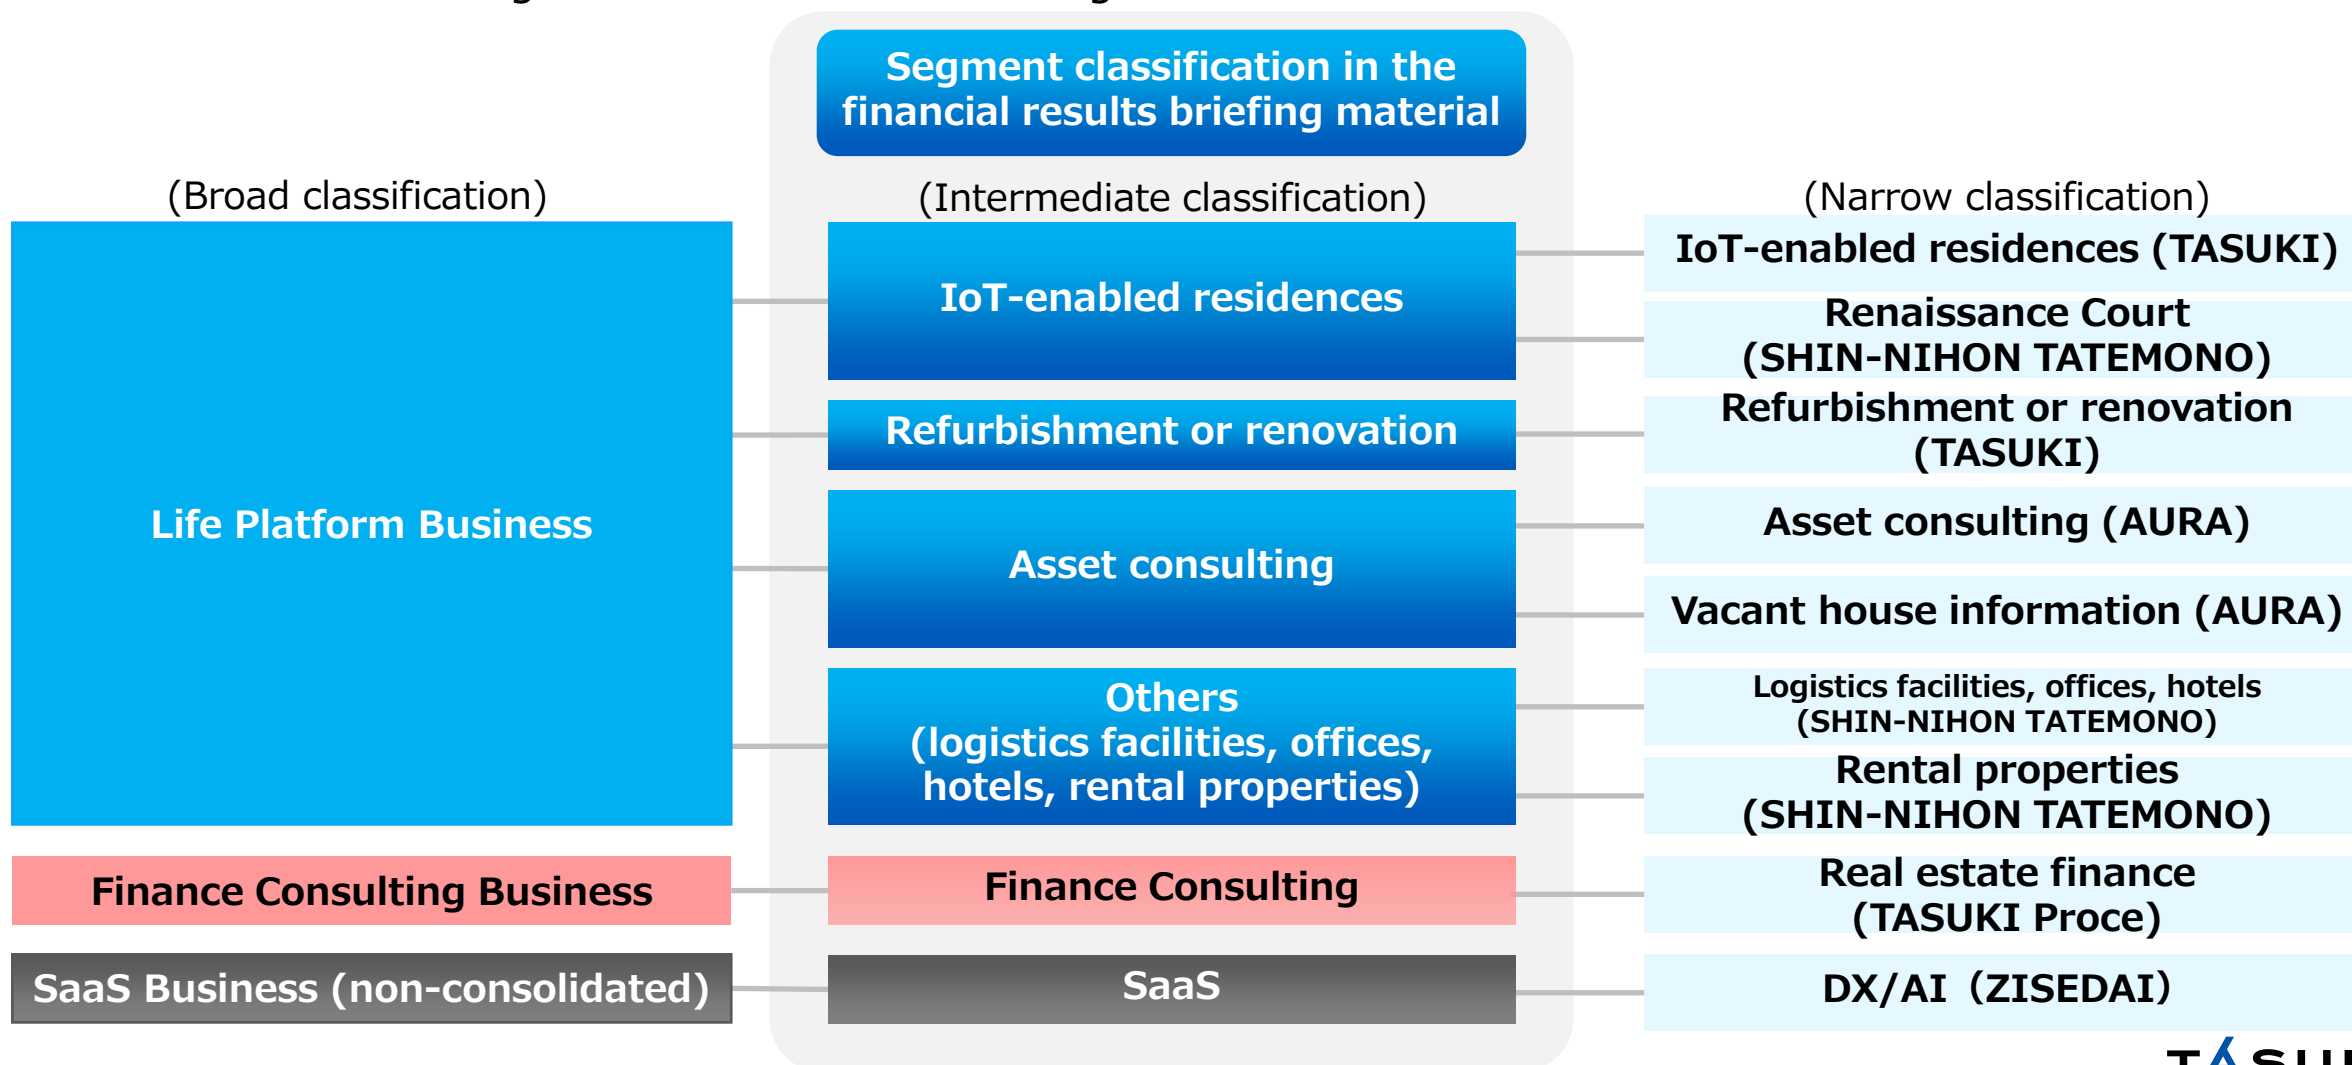 Segment classification in the
financial results briefing material
(Broad classification)
(Intermediate classification)
(Narrow classification)
Life Platform Business
IoT-enabled residences
IoT-enabled residences (TASUKI)
Renaissance Court
(SHIN-NIHON TATEMONO)
Refurbishment or renovation
Refurbishment or renovation
(TASUKI)
Asset consulting
Asset consulting (AURA)
Vacant house information (AURA)
Others
(logistics facilities, offices,
hotels, rental properties)
Logistics facilities, offices, hotels
(SHIN-NIHON TATEMONO)
Rental properties
(SHIN-NIHON TATEMONO)
Finance Consulting Business
Finance Consulting
Real estate finance
(TASUKI Proce)
SaaS Business (non-consolidated)
SaaS
DX/AI（ZISEDAI）